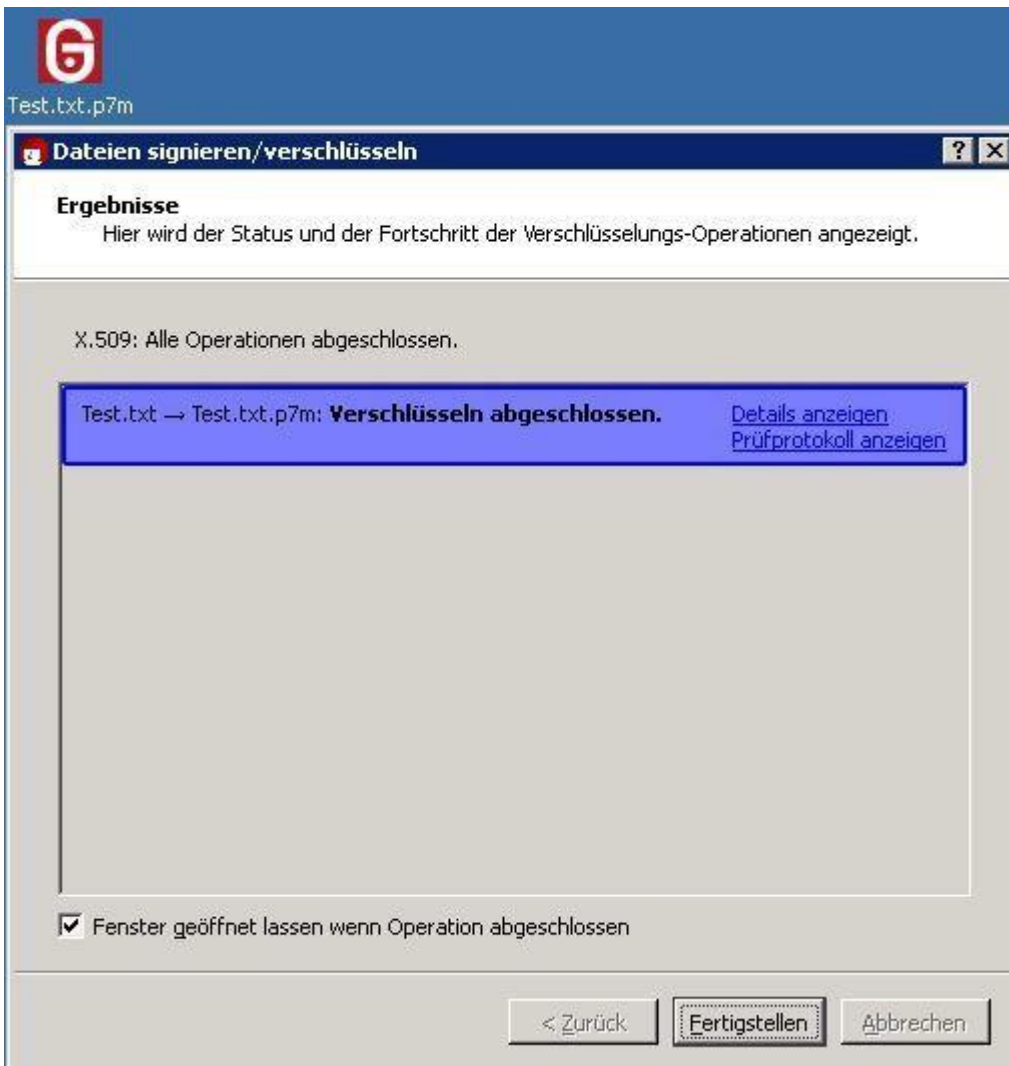 G
Test.txt.p7m
Dateien signieren/verschlüsseln
Ergebnisse
Hier wird der Status und der Fortschritt der Verschlüsselungs-Operationen angezeigt.
X.509: Alle Operationen abgeschlossen.
Test.txt → Test.txt.p7m: Verschlüsseln abgeschlossen. Details anzeigen
Prüfprotokoll anzeigen
Fenster geöffnet lassen wenn Operation abgeschlossen
< Zurück Fertigstellen Abbrechen